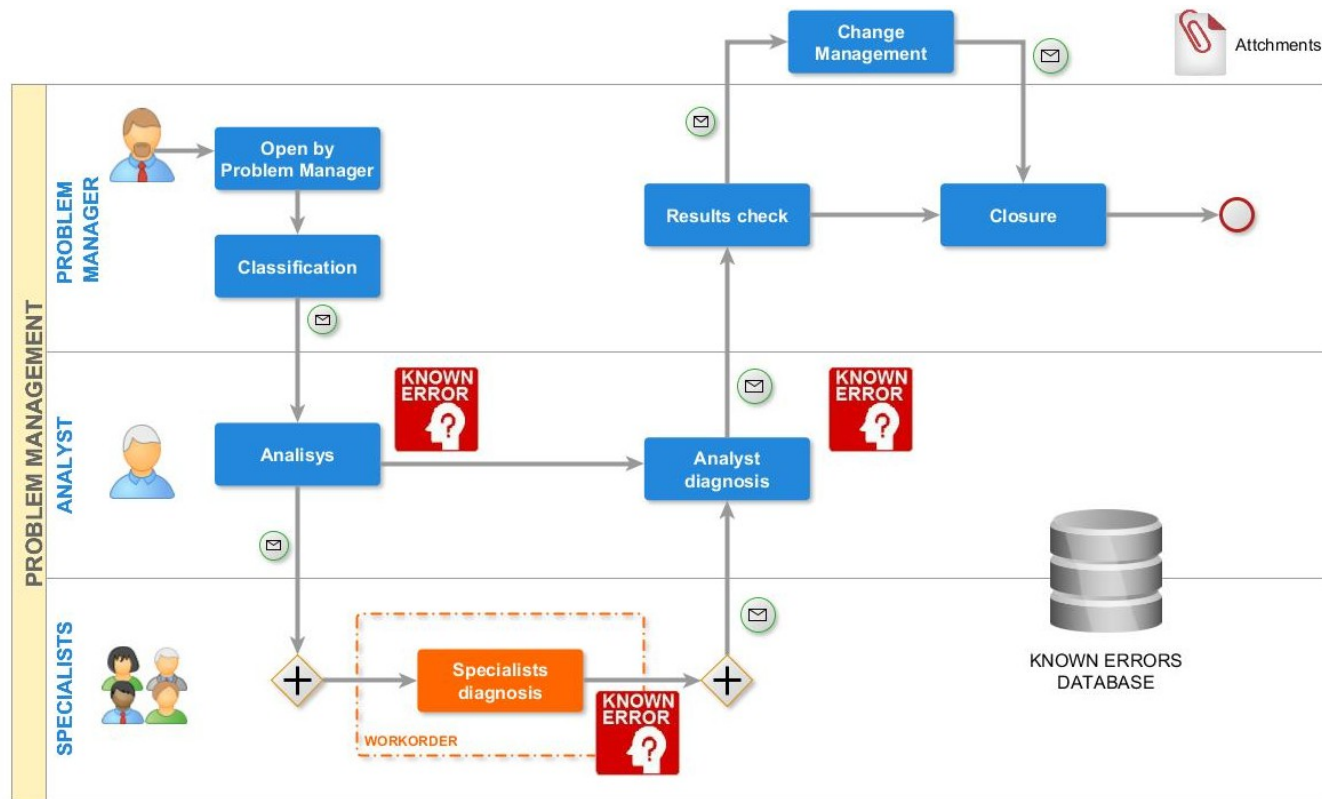 Change
Management
Attchments
PROBLEM MANAGEMENT
PROBLEM
MANAGER
Open by
Problem Manager
Results check
Closure
Classification
ANALYST
KNOWN
ERROR
?
KNOWN
ERROR
?
Analisys
Analyst
diagnosis
SPECIALISTS
Specialists
diagnosis
WORKORDER
KNOWN
ERROR
?
KNOWN ERRORS
DATABASE